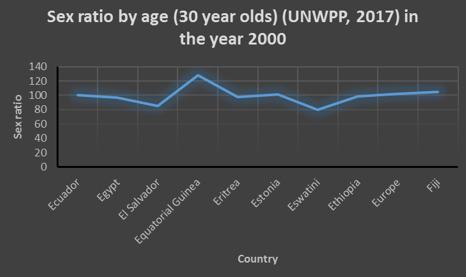 Sex ratio by age (30 year olds) (UNWPP, 2017) in
the year 2000
Sex ratio
140
120
100
80
60
40
20
0
Ecuador
Egypt
El Salvador
Equatorial Guinea
Eritrea
Estonia
Eswatini
Ethiopia
Europe
Fiji
Country